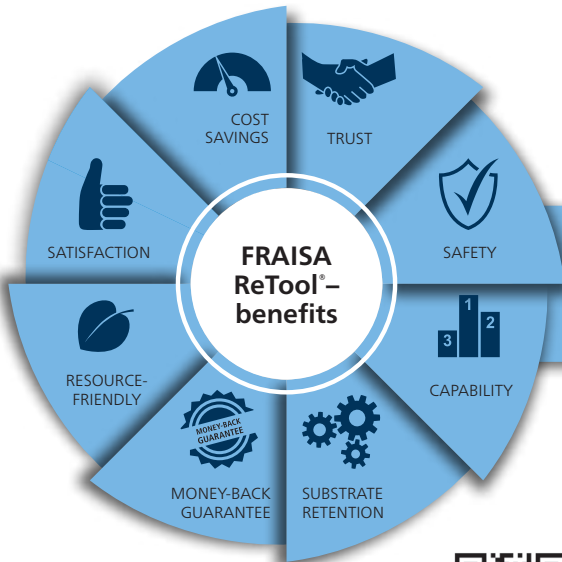 COST
SAVINGS
TRUST
SAFETY
1
2
3
CAPABILITY
SUBSTRATE
RETENTION
MONEY-BACK
GUARANTEE
MONEY-BACK
GUARANTEE
RESOURCE-
FRIENDLY
SATISFACTION
FRAISA
ReTool®–
benefits